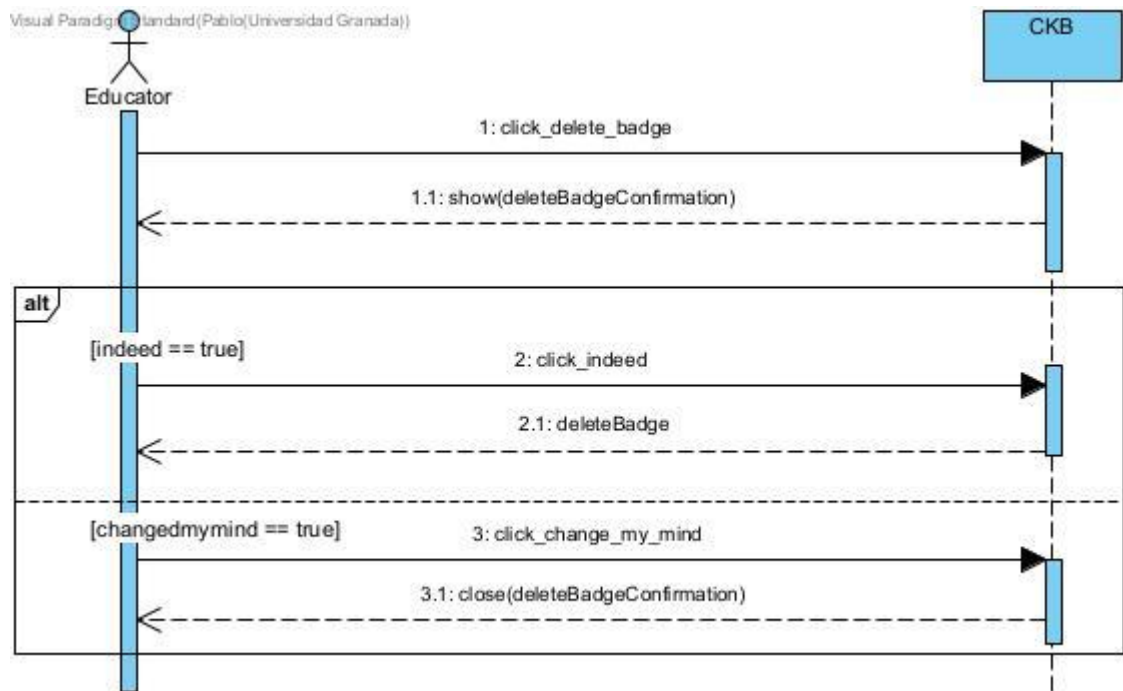 Visual Paradigm Standard(Pablo(Universidad Granada))
CKB
Educator
1: click_delete_badge
1.1: show(deleteBadgeConfirmation)
alt
[indeed == true]
2: click_indeed
2.1: deleteBadge
[changedmymind == true]
3: click_change_my_mind
3.1: close(deleteBadgeConfirmation)